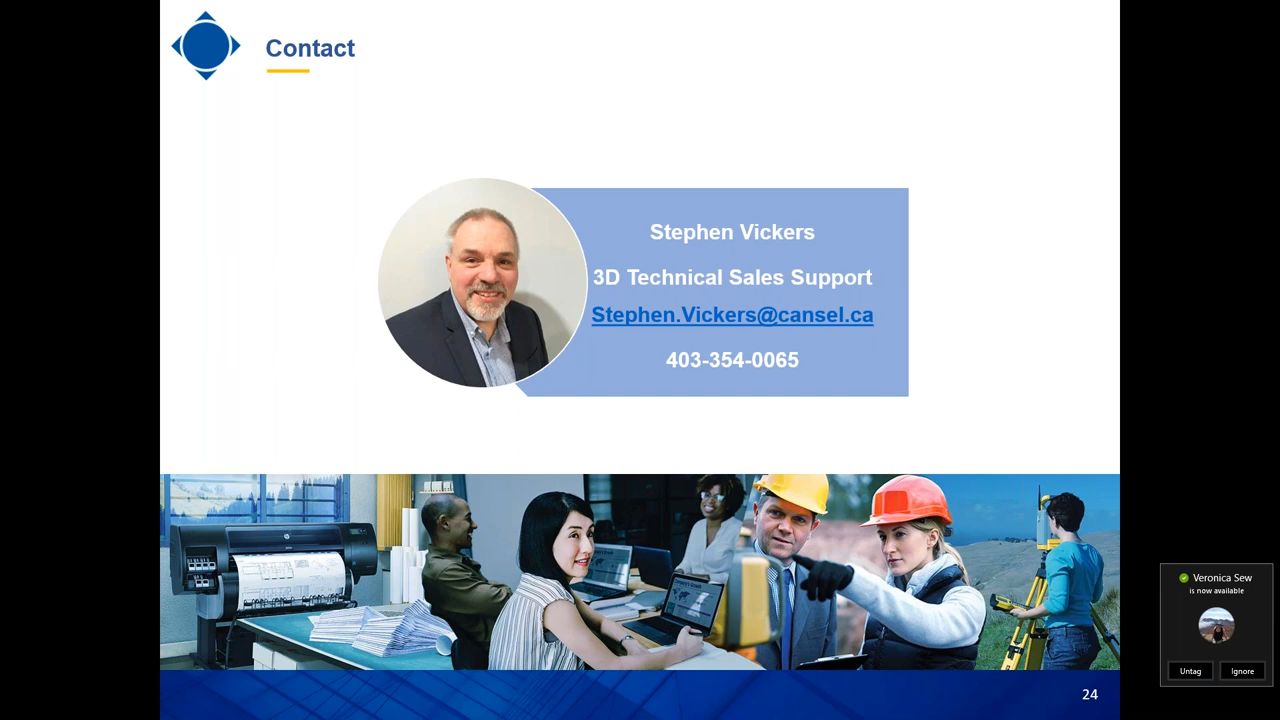 Contact
Stephen Vickers
3D Technical Sales Support
Stephen.Vickers@cansel.ca
403-354-0065
24
Veronica Sew
is now available
Untag
Ignore